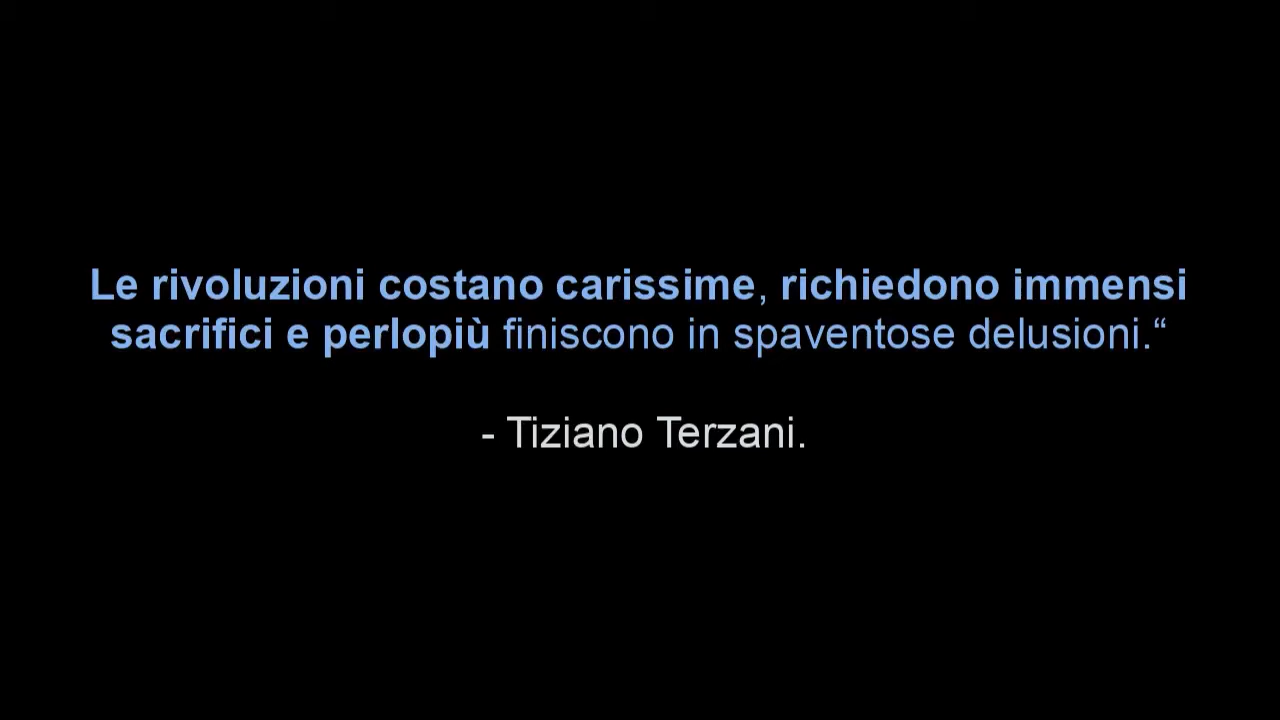 Le rivoluzioni costano carissime, richiedono immensi
sacrifici e perlopiù finiscono in spaventose delusioni.“
- Tiziano Terzani.